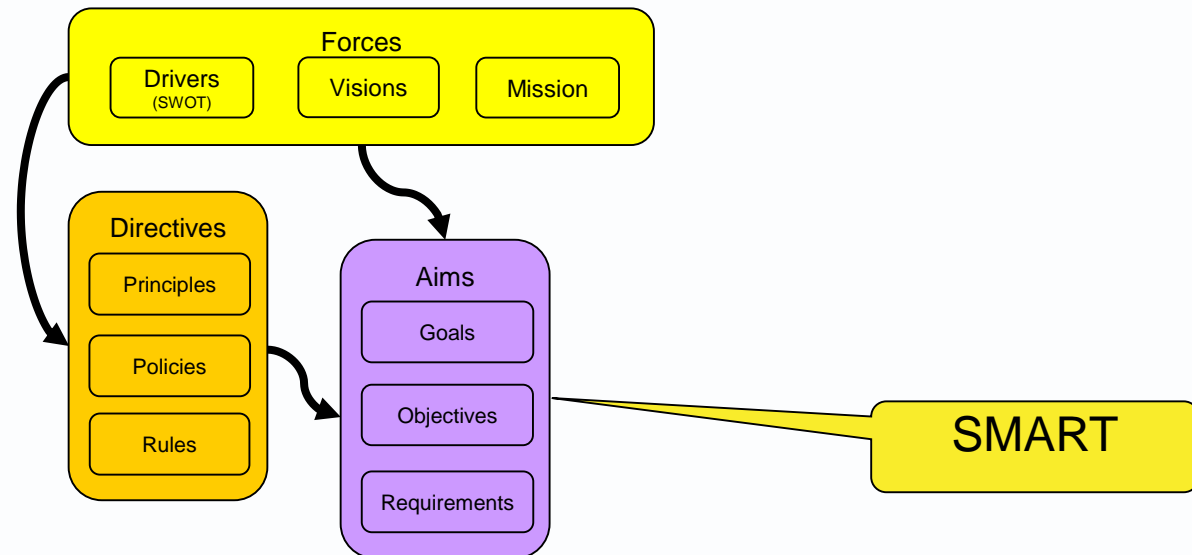 Forces
Drivers
(SWOT)
Visions
Mission
Directives
Principles
Policies
Rules
Aims
Goals
Objectives
Requirements
SMART